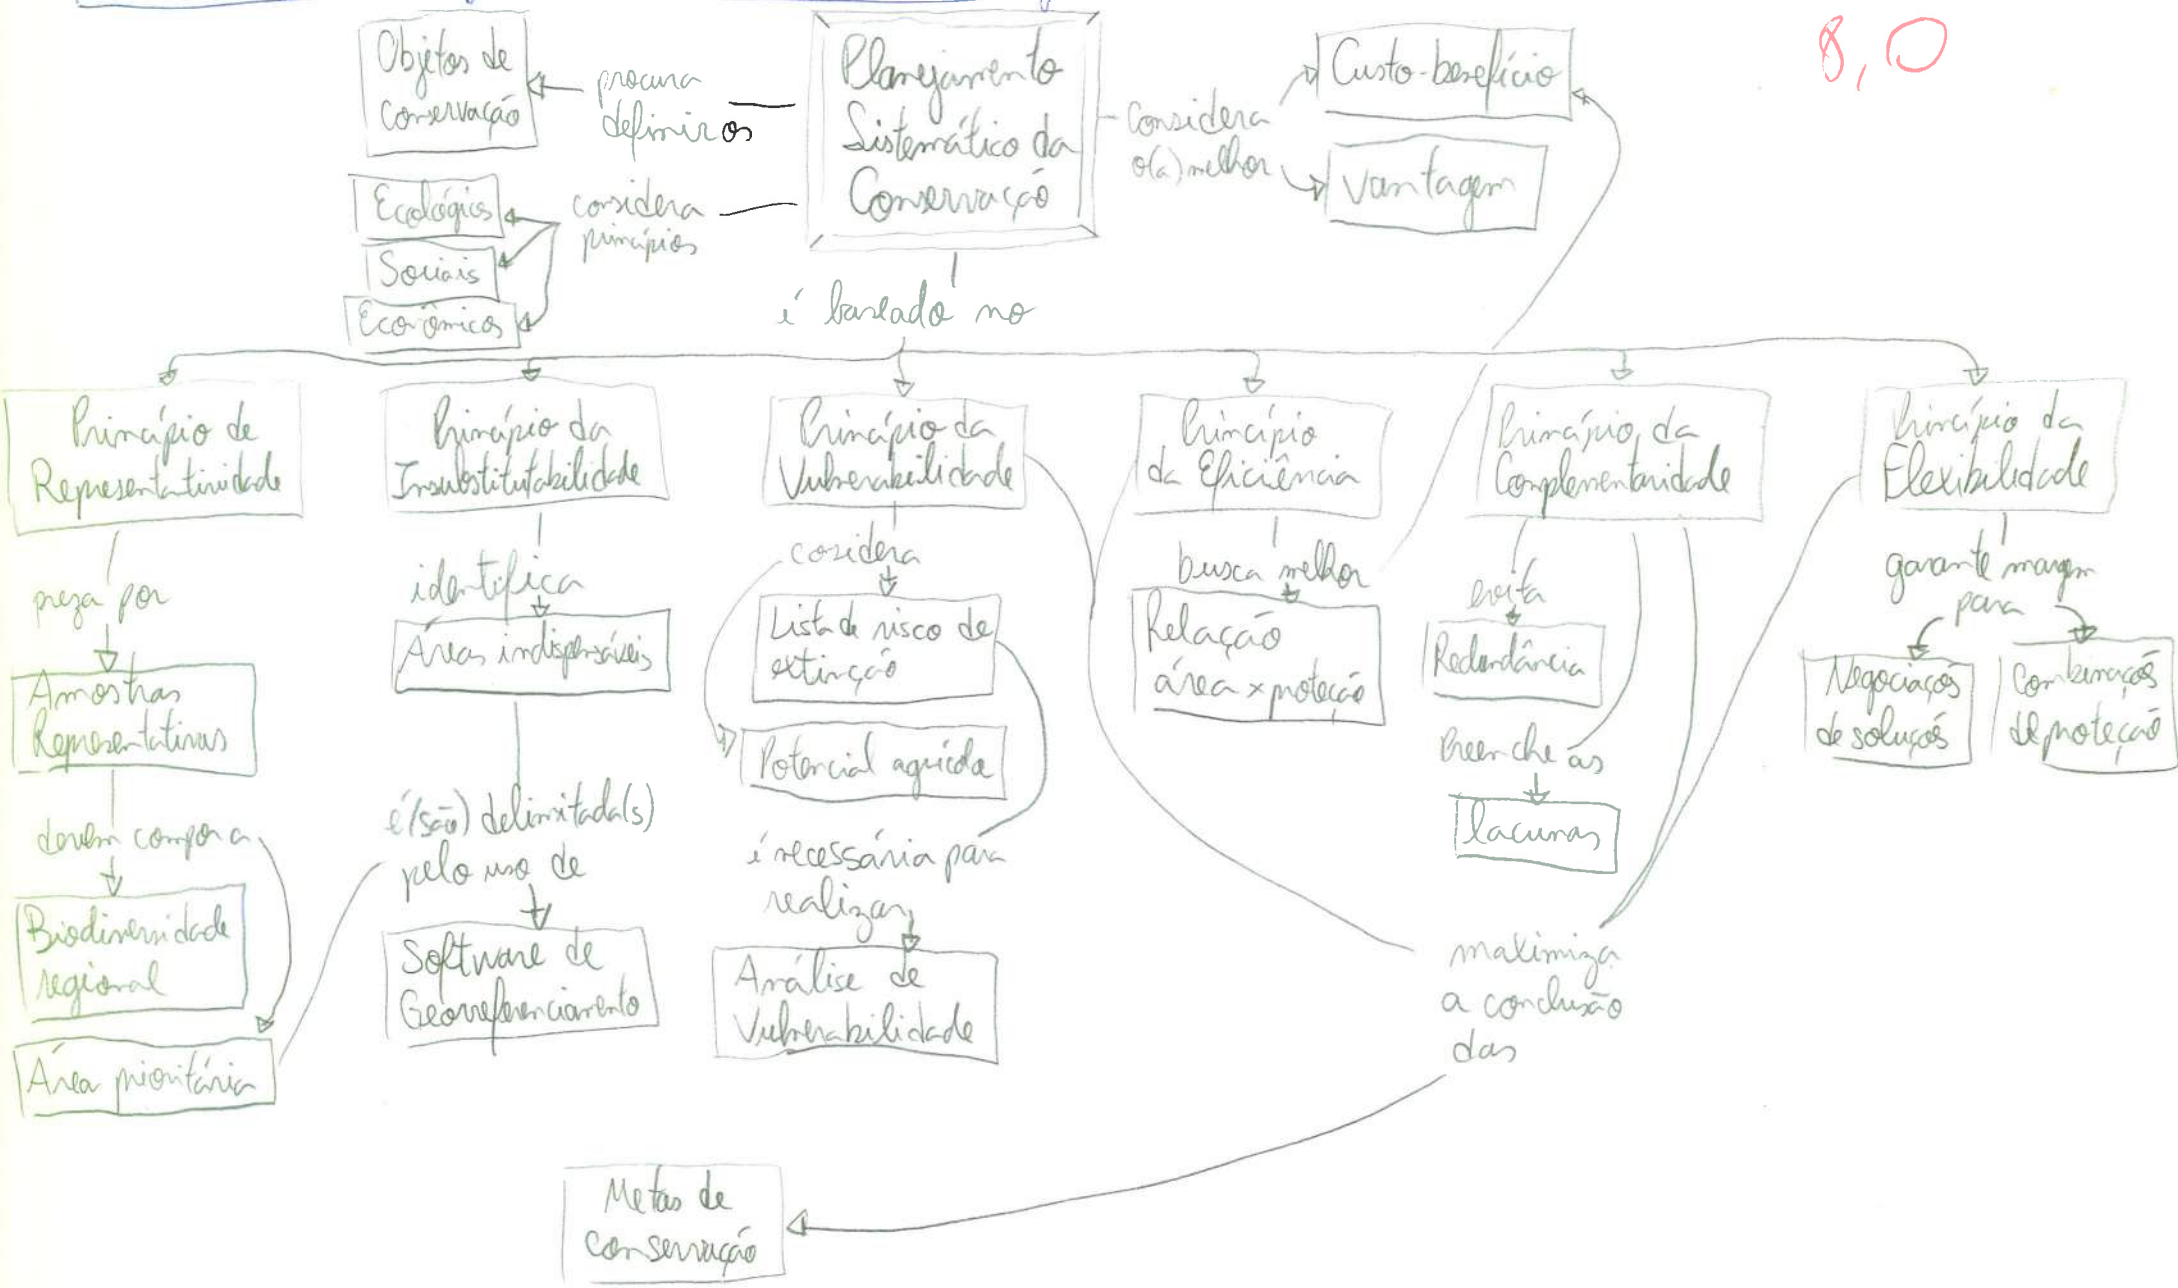 8,0
Objetos de
conservação
procura
definir os
Planejamento
Sistemático da
Conservação
considera
o(a) melhor
Custo-benefício
Vantagem
considera
princípios
Ecológicos
Sociais
Econômicos
é baseado no
Princípio de
Representatividade
Princípio da
Insubstitutabilidade
Princípio da
Vulnerabilidade
Princípio
da Eficiência
Princípio da
Complementaridade
Princípio da
Flexibilidade
preza por
Amostras
Representativas
devem compor a
Biodiversidade
regional
Área prioritária
identifica
Áreas indispensáveis
é(são) delimitada(s)
pelo uso de
Software de
Georreferenciamento
cosidera
Lista de risco de
extinção
Potencial agrícola
é necessária para
realizar
Análise de
Vulnerabilidade
busca melhor
Relação
área x proteção
evita
Redundância
Preenche as
lacunas
garante margem
para
Negociações
de soluções
Combinações
de proteção
maximiza
a conclusão
das
Metas de
conservação